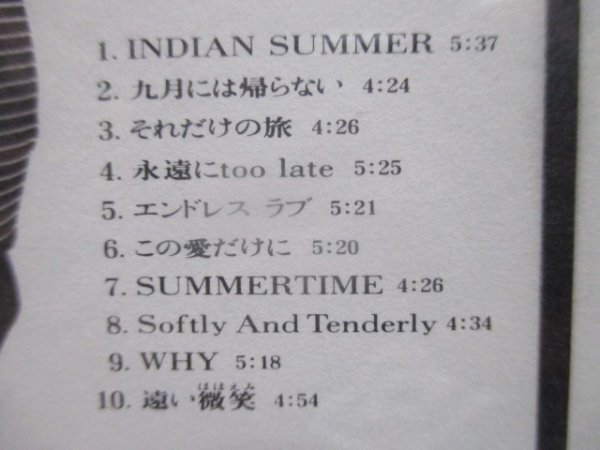 1. INDIAN SUMMER 5:37
2. 九月には帰らない 4:24
3. それだけの旅 4:26
4. 永遠にtoo late 5:25
5. エンドレス ラブ 5:21
6. この愛だけに 5:20
7. SUMMERTIME 4:26
8. Softly And Tenderly 4:34
9. WHY 5:18
10. 遠い微笑 4:54